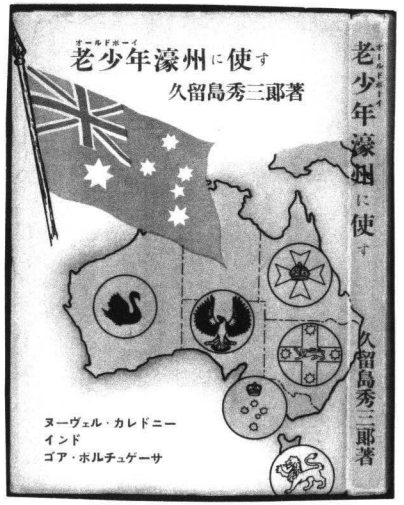 オールドボーイ
老少年濠州に使す
久留島秀三郎著
ヌーヴェル・カレドニー
インド
ゴア・ポルチュゲーサ
オールドボーイ
老少年濠州に使す
久留島秀三郎著